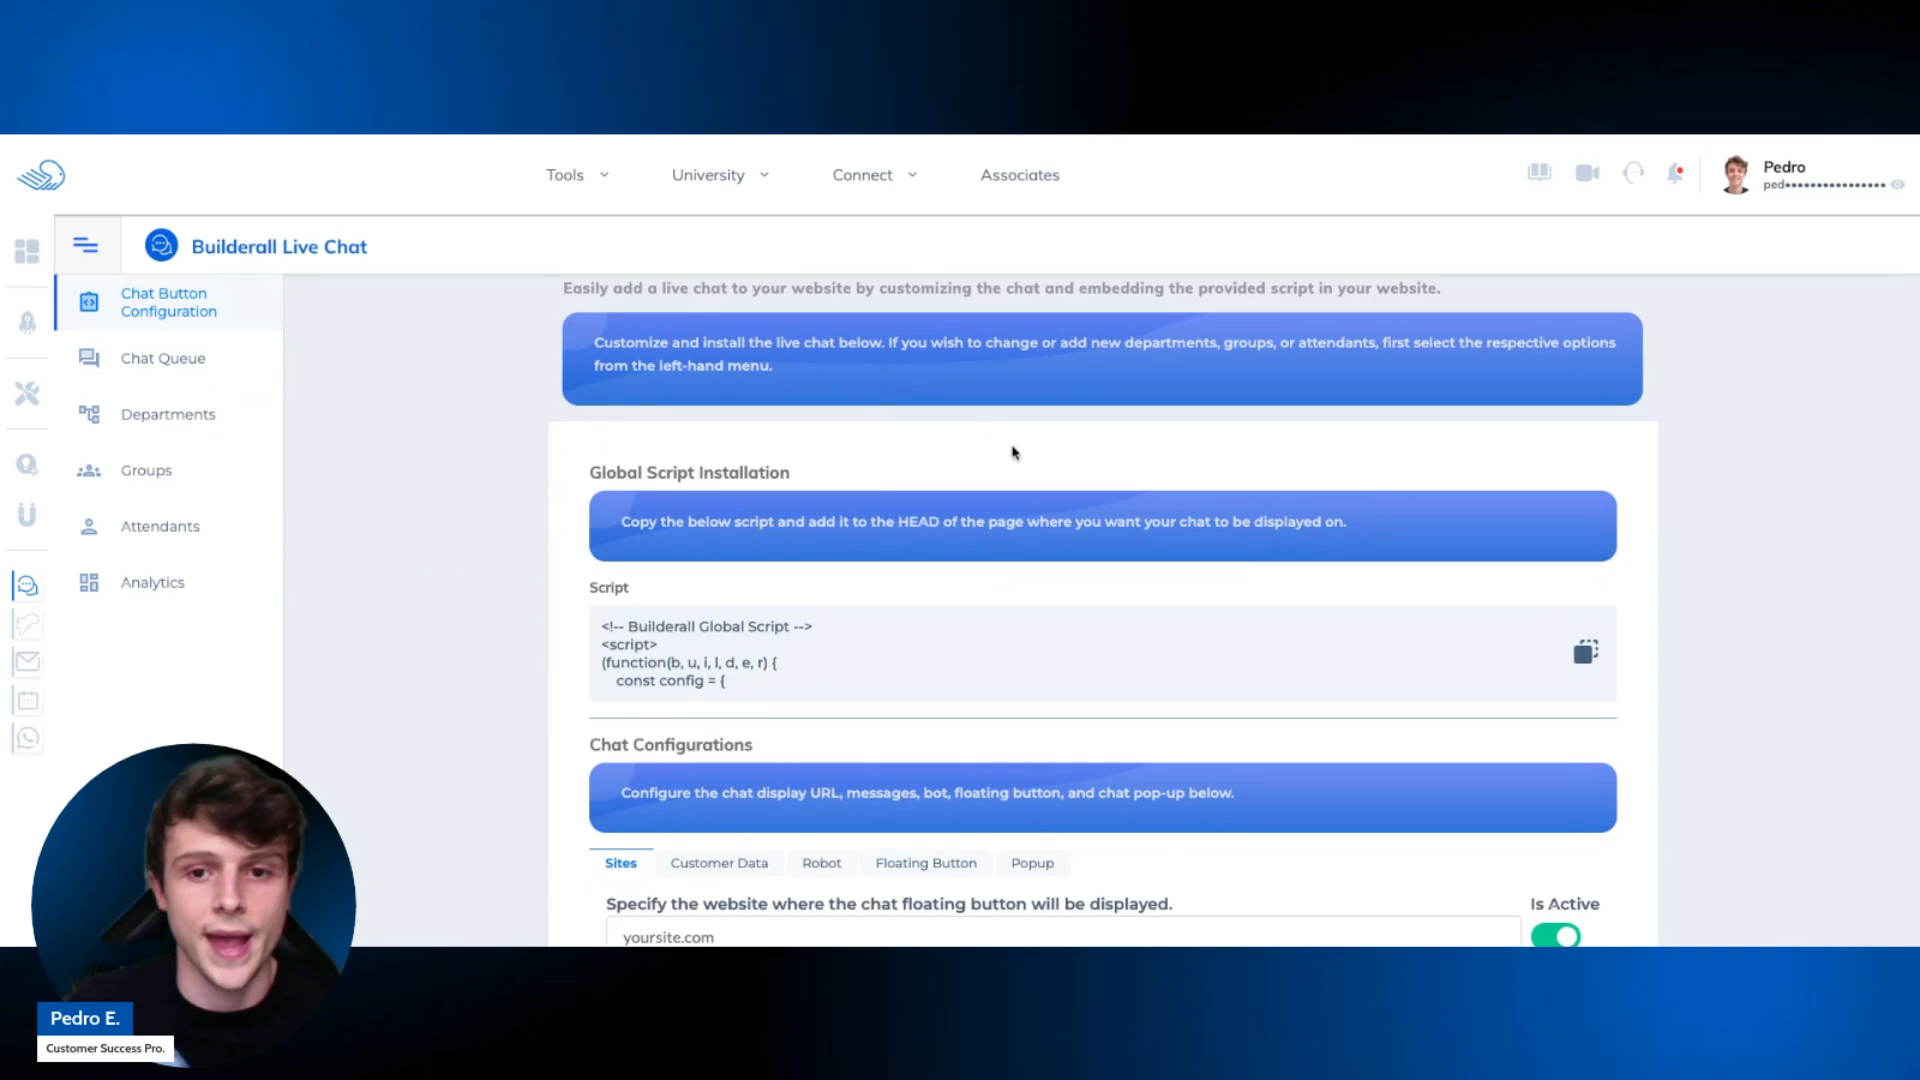 Tools
University
Connect
Associates
Pedro
ped••••••••••••••••
Builderall Live Chat
Chat Button
Configuration
Chat Queue
Departments
Groups
Attendants
Analytics
Easily add a live chat to your website by customizing the chat and embedding the provided script in your website.
Customize and install the live chat below. If you wish to change or add new departments, groups, or attendants, first select the respective options
from the left-hand menu.
Global Script Installation
Copy the below script and add it to the HEAD of the page where you want your chat to be displayed on.
Script
<!-- Builderall Global Script -->
<script>
(function(b, u, i, l, d, e, r) {
const config = {
Chat Configurations
Configure the chat display URL, messages, bot, floating button, and chat pop-up below.
Sites
Customer Data
Robot
Floating Button
Popup
Specify the website where the chat floating button will be displayed.
Is Active
yoursite.com
Pedro E.
Customer Success Pro.